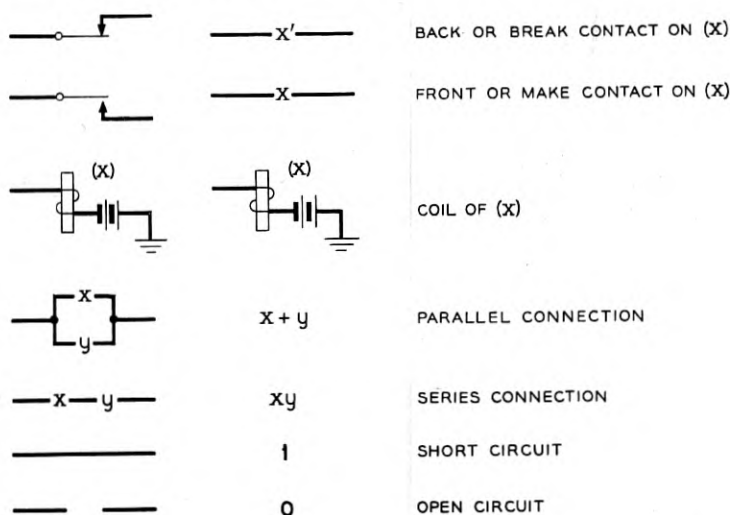 X' BACK OR BREAK CONTACT ON (X)
X FRONT OR MAKE CONTACT ON (X)
(X) (X)
COIL OF (X)
X
y
X + y PARALLEL CONNECTION
X y Xy SERIES CONNECTION
1 SHORT CIRCUIT
0 OPEN CIRCUIT